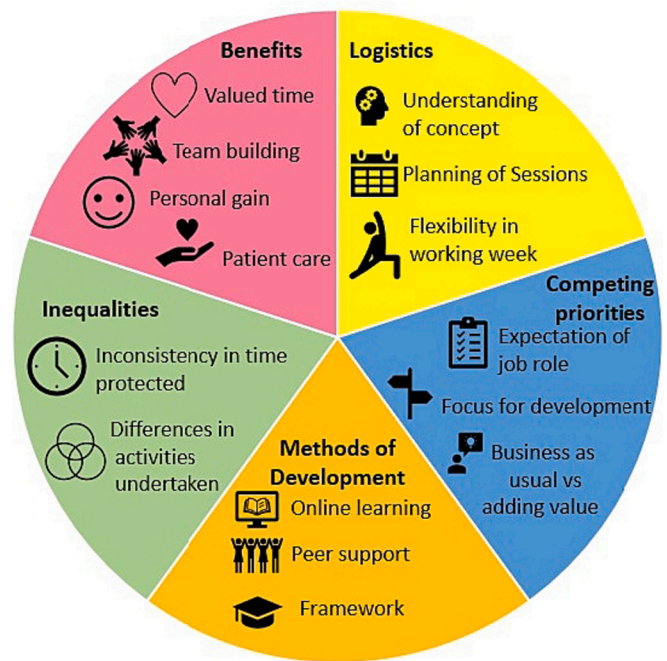 Benefits
Valued time
Team building
Personal gain
Patient care
Logistics
Understanding
of concept
Planning of Sessions
Flexibility in
working week
Competing
priorities
Expectation of
job role
Focus for development
Business as
usual vs
adding value
Methods of
Development
Online learning
Peer support
Framework
Inequalities
Inconsistency in time
protected
Differences in
activities
undertaken